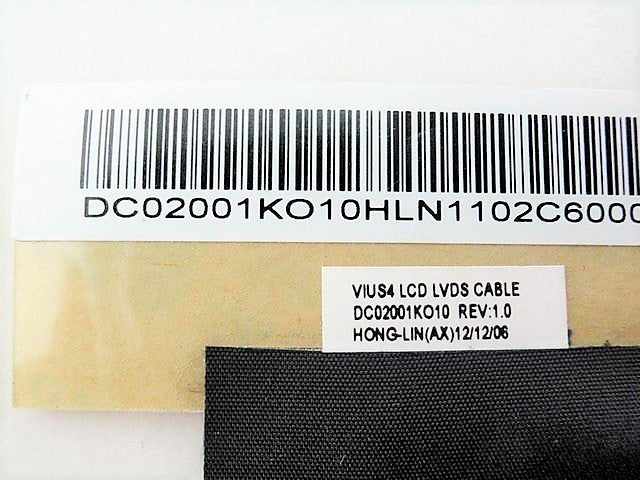 DC02001KO10HLN1102C6000
VIUS4 LCD LVDS CABLE
DC02001KO10 REV:1.0
HONG-LIN(AX)12/12/06